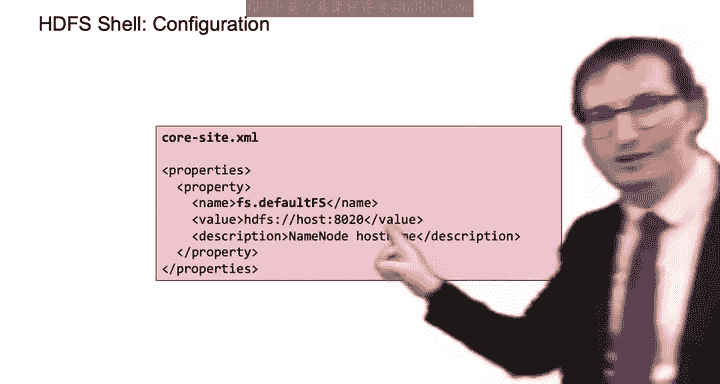 HDFS Shell: Configuration
core-site.xml
<properties>
<property>
<name>fs.defaultFS</name>
<value>hdfs://host:8020</value>
<description>NameNode hostname</description>
</property>
</properties>